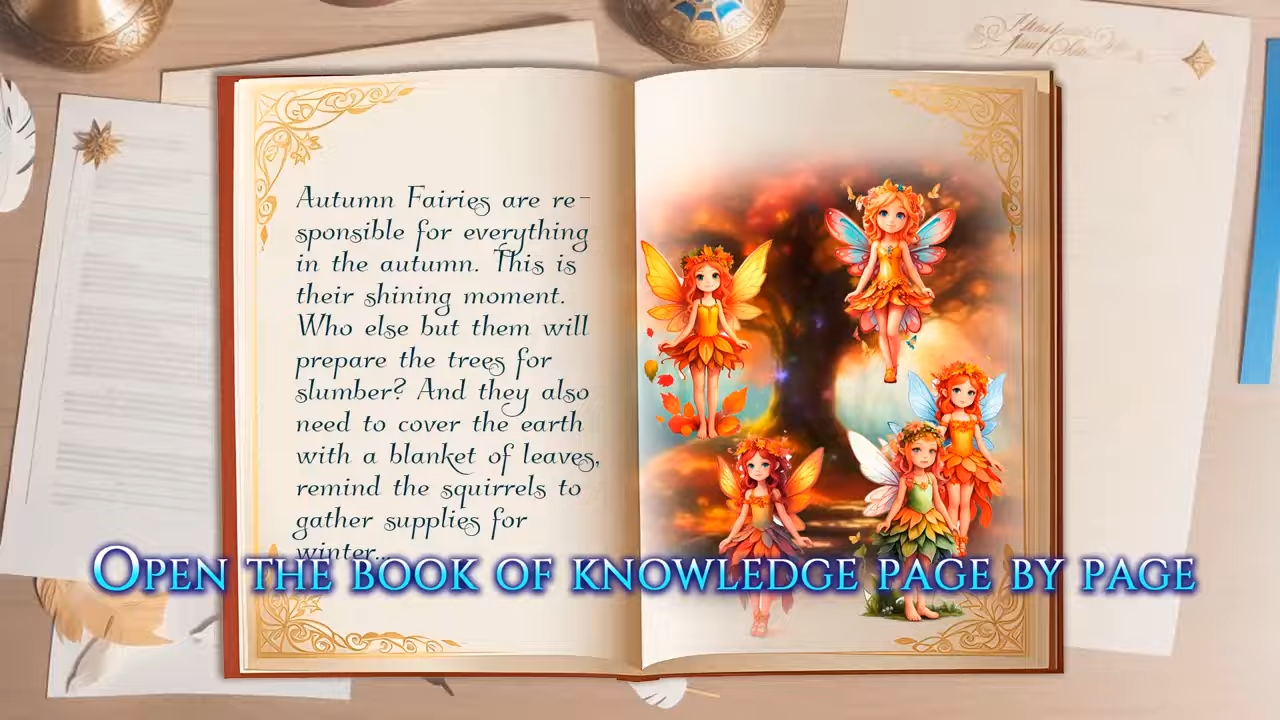 Autumn Fairies are re-
sponsible for everything
in the autumn. This is
their shining moment.
Who else but them will
prepare the trees for
slumber? And they also
need to cover the earth
with a blanket of leaves,
remind the squirrels to
gather supplies for
winter...
OPEN THE BOOK OF KNOWLEDGE PAGE BY PAGE